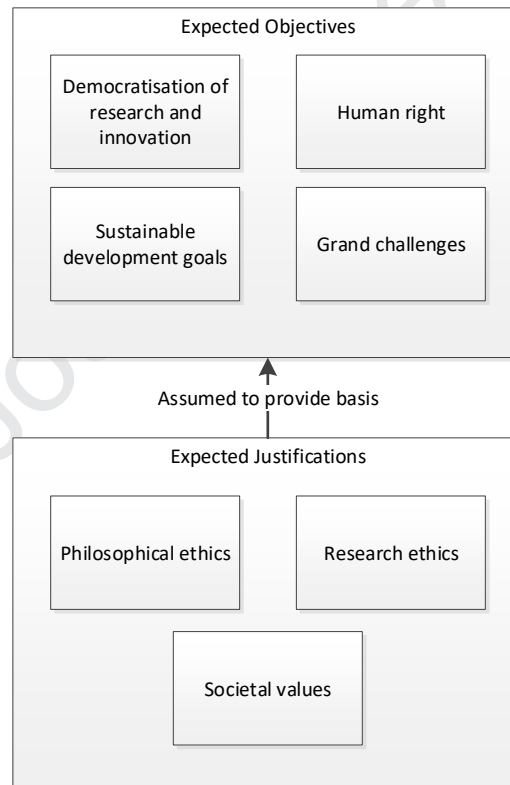 Expected Objectives
Democratisation of
research and
innovation
Human right
Sustainable
development goals
Grand challenges
Assumed to provide basis
Expected Justifications
Philosophical ethics
Research ethics
Societal values